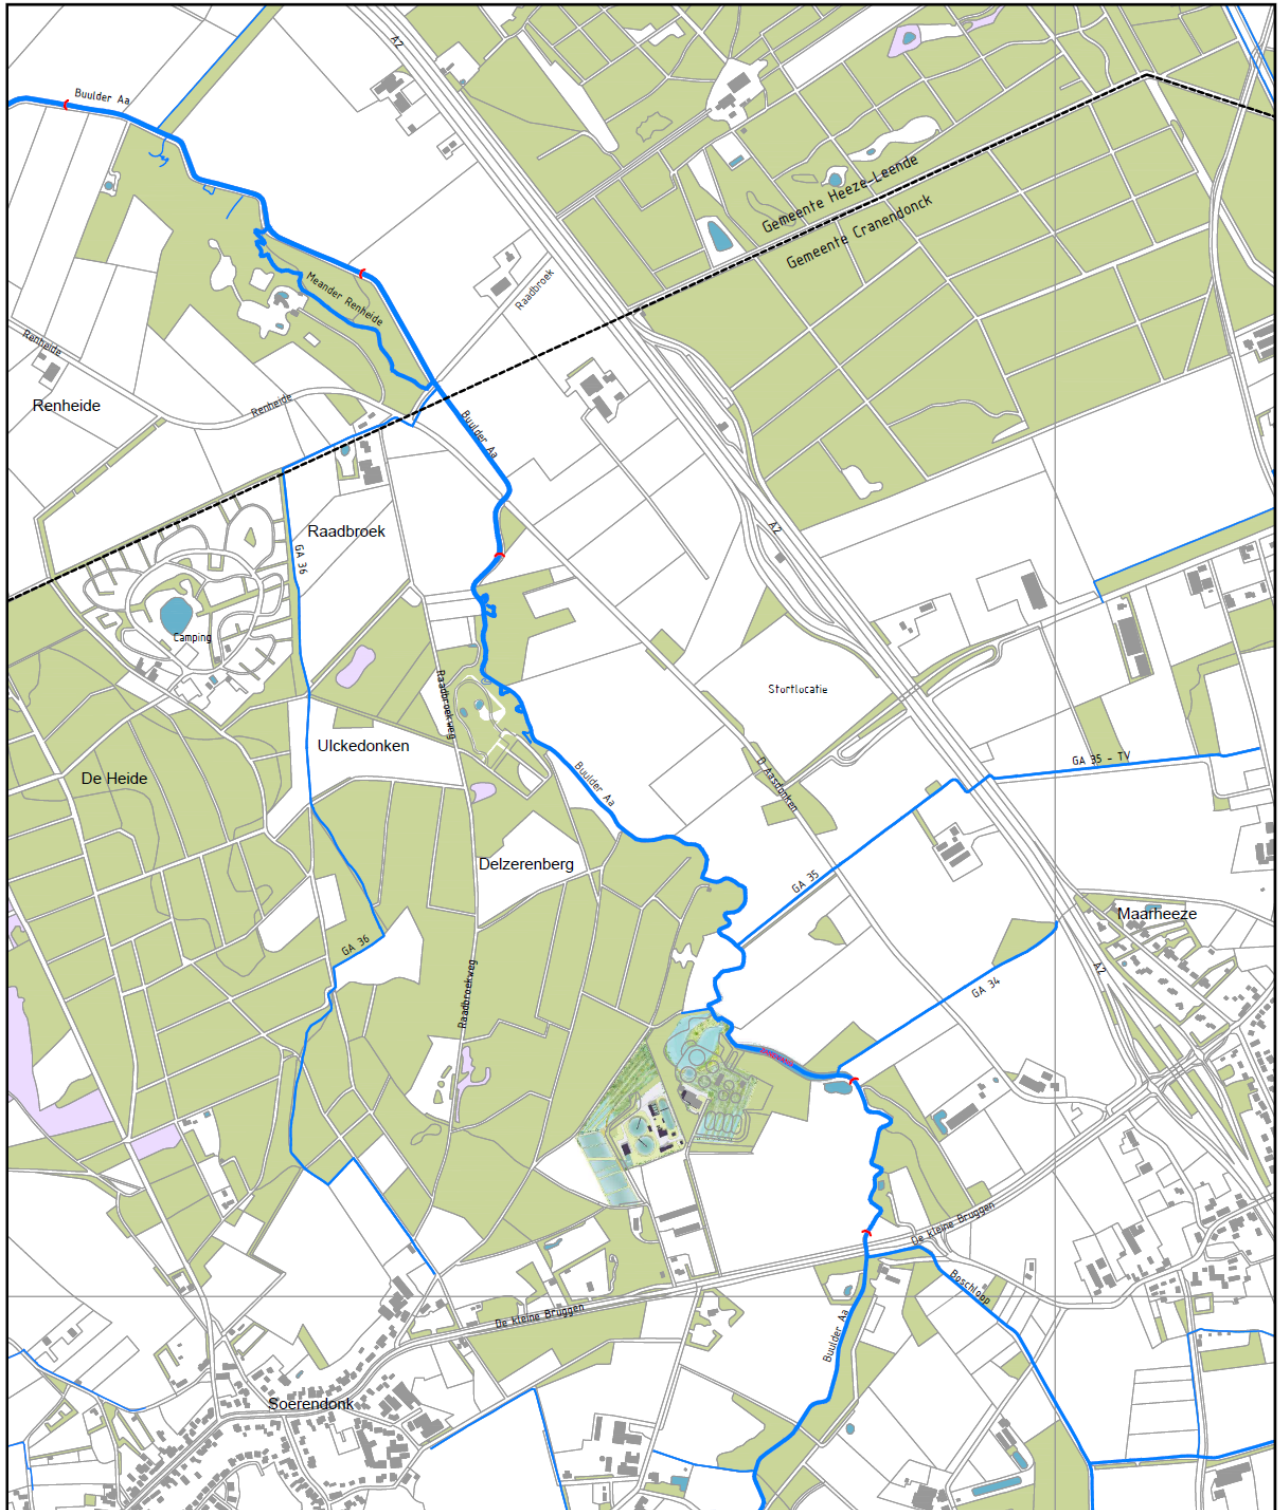 A2
Buulder Aa
Gemeente Heeze-Leende
Gemeente Cranendonck
Meander Renheide
Raadbroek
Renheide
Renheide
Renheide
Buulder Aa
Raadbroek
A2
GA 36
Camping
Raadbroekweg
Stortlocatie
Ulckedonken
De Heide
Buulder Aa
D. Aasdonken
GA 35 - TV
Delzerenberg
GA 35
Maarheeze
GA 36
Raadbroekweg
GA 34
A2
De kleine Bruggen
Boschloop
De kleine Bruggen
Buulder Aa
Soerendonk